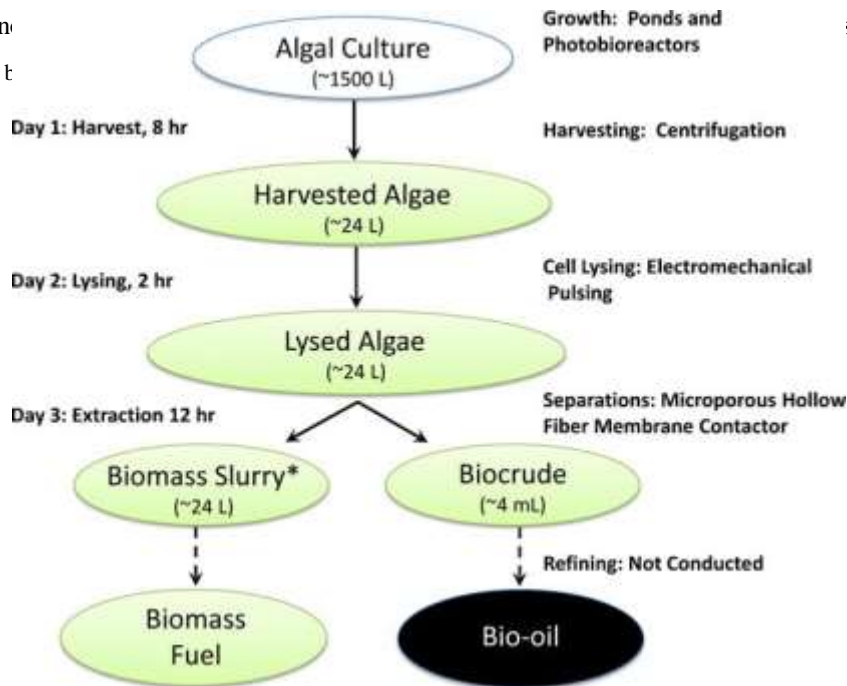 Growth: Ponds and
Photobioreactors
Algal Culture
(~1500 L)
Day 1: Harvest, 8 hr
Harvesting: Centrifugation
Harvested Algae
(~24 L)
Day 2: Lysing, 2 hr
Cell Lysing: Electromechanical
Pulsing
Lysed Algae
(~24 L)
Day 3: Extraction 12 hr
Separations: Microporous Hollow
Fiber Membrane Contactor
Biomass Slurry*
(~24 L)
Biocrude
(~4 mL)
Refining: Not Conducted
Biomass
Fuel
Bio-oil